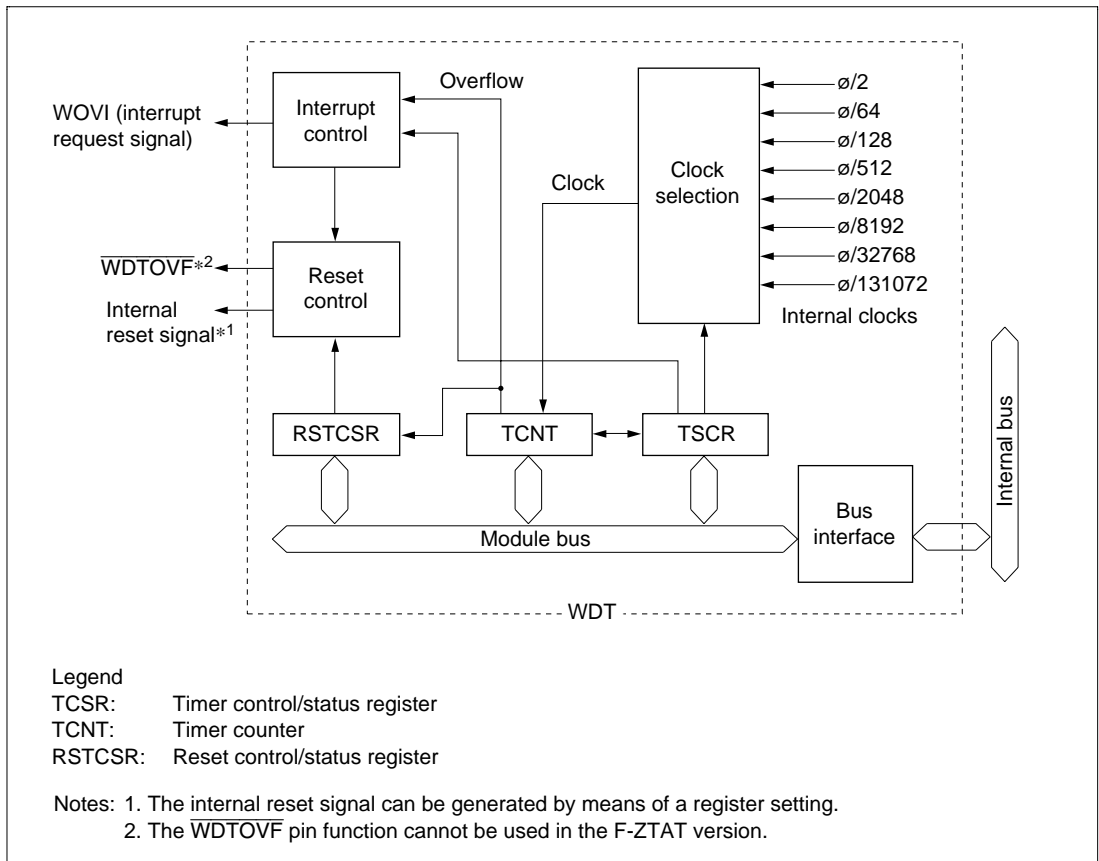 Overflow
WOVI (interrupt
request signal)
Interrupt
control
Clock
Clock
selection
ø/2
ø/64
ø/128
ø/512
ø/2048
ø/8192
ø/32768
ø/131072
Internal clocks
WDTOVF*2
Internal
reset signal*1
Reset
control
RSTCSR
TCNT
TSCR
Internal bus
Module bus
Bus
interface
WDT
Legend
TCSR: Timer control/status register
TCNT: Timer counter
RSTCSR: Reset control/status register
Notes: 1. The internal reset signal can be generated by means of a register setting.
2. The WDTOVF pin function cannot be used in the F-ZTAT version.